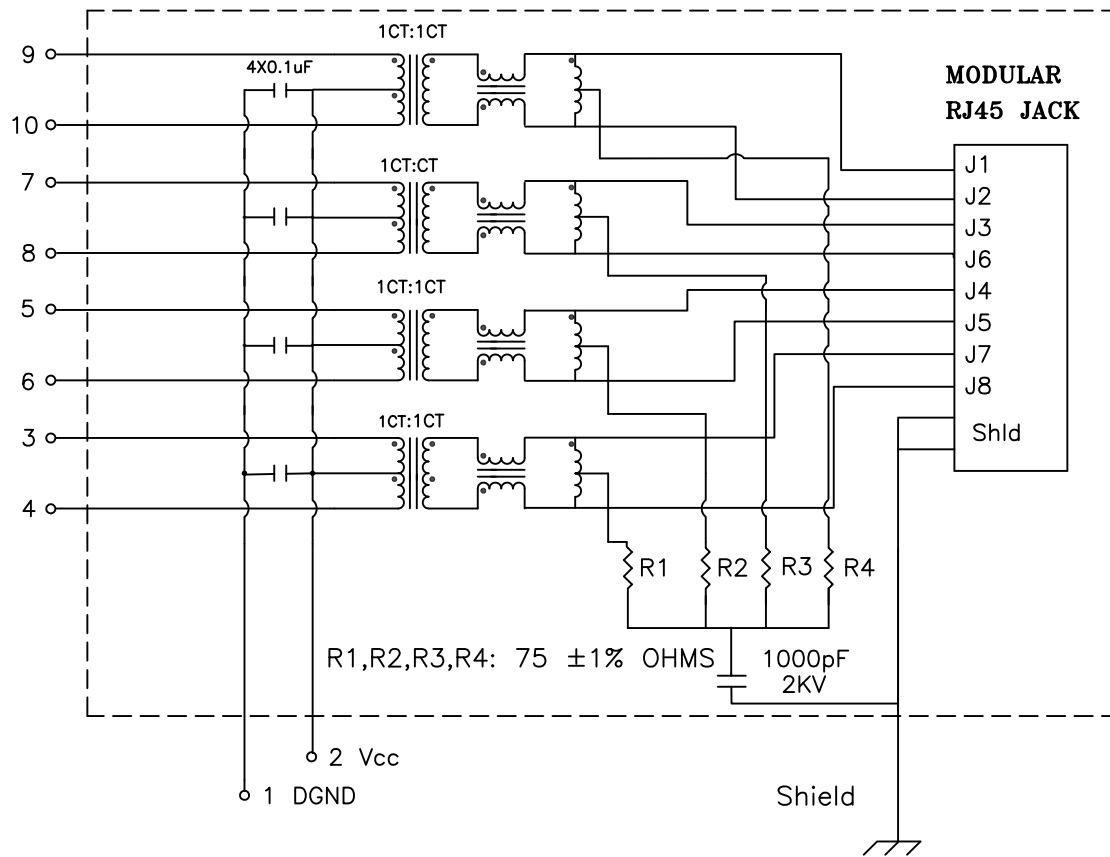 1CT:1CT
9
4X0.1uF
MODULAR
RJ45 JACK
10
J1
1CT:CT
7
J2
J3
8
J6
1CT:1CT
J4
5
J5
J7
6
J8
1CT:1CT
3
Shld
4
R1 R2 R3 R4
R1,R2,R3,R4: 75 ±1% OHMS
1000pF
2KV
2 Vcc
1 DGND
Shield